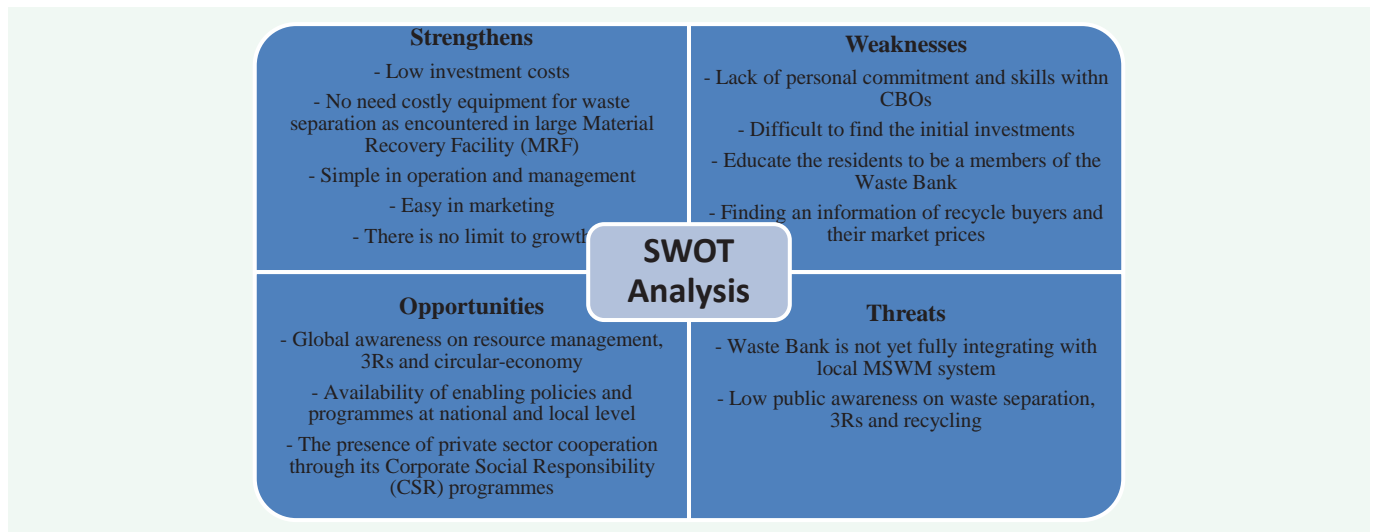 Strengthens
- Low investment costs
- No need costly equipment for waste
separation as encountered in large Material
Recovery Facility (MRF)
- Simple in operation and management
- Easy in marketing
- There is no limit to growth
Weaknesses
- Lack of personal commitment and skills withn
CBOs
- Difficult to find the initial investments
- Educate the residents to be a members of the
Waste Bank
- Finding an information of recycle buyers and
their market prices
SWOT
Analysis
Opportunities
- Global awareness on resource management,
3Rs and circular-economy
- Availability of enabling policies and
programmes at national and local level
- The presence of private sector cooperation
through its Corporate Social Responsibility
(CSR) programmes
Threats
- Waste Bank is not yet fully integrating with
local MSWM system
- Low public awareness on waste separation,
3Rs and recycling